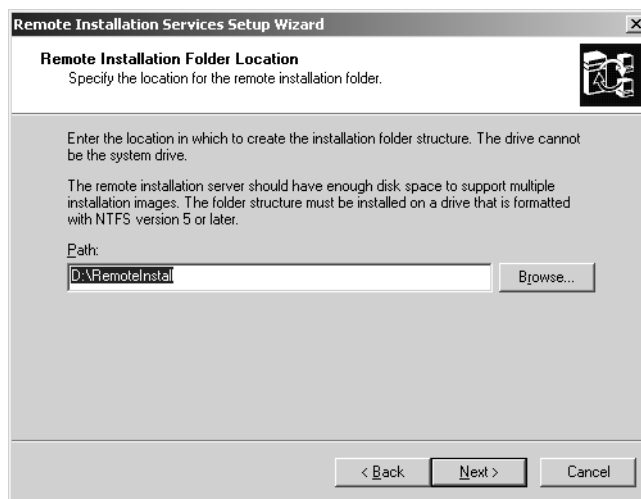 Remote Installation Services Setup Wizard
Remote Installation Folder Location
Specify the location for the remote installation folder.
Enter the location in which to create the installation folder structure. The drive cannot
be the system drive.
The remote installation server should have enough disk space to support multiple
installation images. The folder structure must be installed on a drive that is formatted
with NTFS version 5 or later.
Path:
D:\RemoteInstall
Browse...
< Back
Next >
Cancel